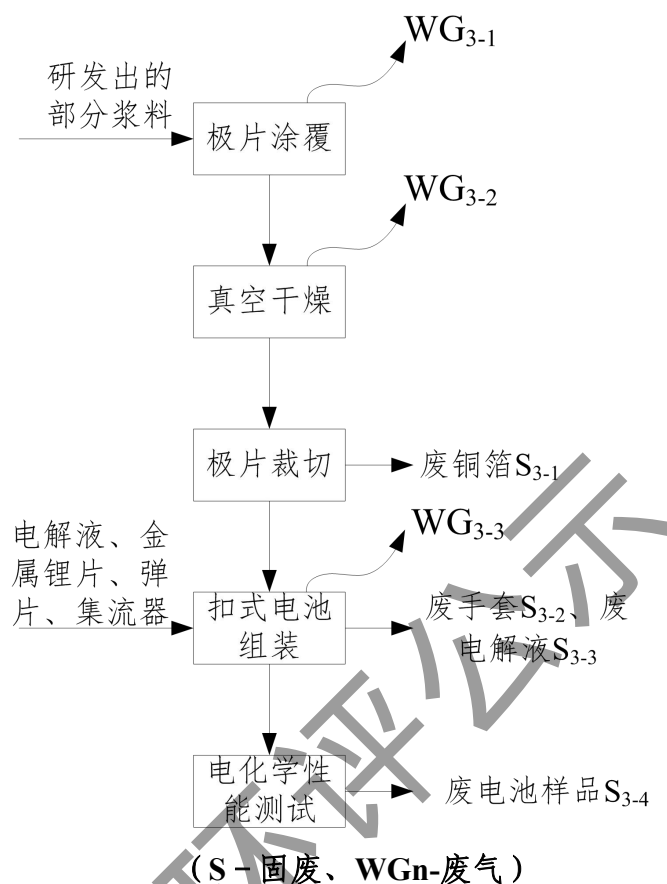 WG3-1
研发出的
部分浆料
极片涂覆
WG3-2
真空干燥
极片裁切
废铜箔S3-1
WG3-3
电解液、金
属锂片、弹
片、集流器
扣式电池
组装
废手套S3-2、废
电解液S3-3
电化学性
能测试
废电池样品S3-4
（S－固废、WGn-废气）
环评公示